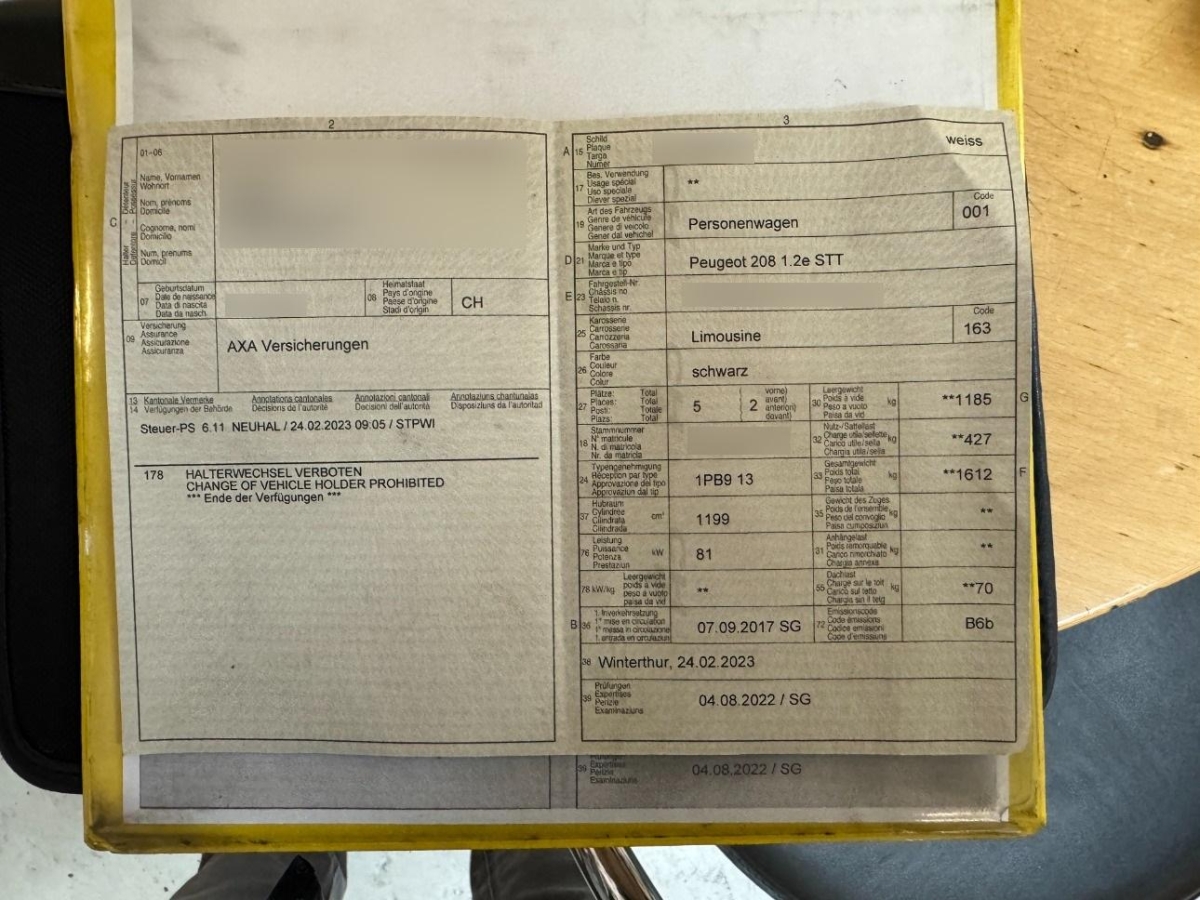 2
01-06
Name, Vornamen
Wohnort
Nom, prénoms
Domicile
Cognome, nomi
Domicilio
Num, prenums
Domicil
C
Halter
Détenteur
Detentore
Possessur
07
Geburtsdatum
Date de naissance
Data di nascita
Data da nasch.
08
Heimatstaat
Pays d'origine
Paese d'origine
Stadi d'origin
CH
09
Versicherung
Assurance
Assicurazione
Assicuranza
AXA Versicherungen
13 Kantonale Vermerke Annotations cantonales Annotazioni cantonali Annotaziuns chantunalas
14 Verfügungen der Behörde Décisions de l'autorité Decisioni dell'autorità Disposiziuns da l'autoritad
Steuer-PS 6.11 NEUHAL / 24.02.2023 09:05 / STPWI
178 HALTERWECHSEL VERBOTEN
CHANGE OF VEHICLE HOLDER PROHIBITED
*** Ende der Verfügungen ***
3
A 15
Schild
Plaque
Targa
Numer
weiss
17
Bes. Verwendung
Usage spécial
Uso speciale
Diever spezial
**
19
Art des Fahrzeugs
Genre de véhicule
Genere di veicolo
Gener dal vehichel
Personenwagen
Code
001
D 21
Marke und Typ
Marque et type
Marca e tipo
Marca e tip
Peugeot 208 1.2e STT
E 23
Fahrgestell-Nr.
Châssis no
Telaio n.
Schassis nr.
25
Karosserie
Carrosserie
Carrozzeria
Carossaria
Limousine
Code
163
26
Farbe
Couleur
Colore
Colur
schwarz
27
Plätze: Total
Places: Total
Posti: Totale
Plazs: Total
5
2
vorne)
avant)
anteriori)
davant)
30
Leergewicht
Poids à vide
Peso a vuoto
Paisa da vid
kg
**1185
G
18
Stammnummer
N° matricule
N. di matricola
Nr. da matricla
32
Nutz-/Sattellast
Charge utile/sellette
Carico utile/sella
Chargia utile/sella
kg
**427
24
Typengenehmigung
Réception par type
Approvazione del tipo
Approvaziun dal tip
1PB9 13
33
Gesamtgewicht
Poids total
Peso totale
Paisa totala
kg
**1612
F
37
Hubraum
Cylindrée
Cilindrata
Cilindrada
cm³
1199
35
Gewicht des Zuges
Poids de l'ensemble
Peso del convoglio
Paisa cumposiziun
kg
**
76
Leistung
Puissance
Potenza
Prestaziun
kW
81
31
Anhängelast
Poids remorquable
Carico rimorchiato
Chargia annexa
kg
**
78 kW/kg
Leergewicht
poids à vide
peso a vuoto
paisa da vid
**
55
Dachlast
Charge sur le toit
Carico sul tetto
Chargia sin il tetg
kg
**70
B 36
1. Inverkehrsetzung
1re mise en circulation
1a messa in circolazione
1. entrada en circulaziun
07.09.2017 SG
72
Emissionscode
Code émissions
Codice emissioni
Code d'emissiuns
B6b
38
Winterthur, 24.02.2023
39
Prüfungen
Expertises
Perizie
Examinaziuns
04.08.2022 / SG
39
Expertises
Perizie
Examinaziuns
04.08.2022 / SG